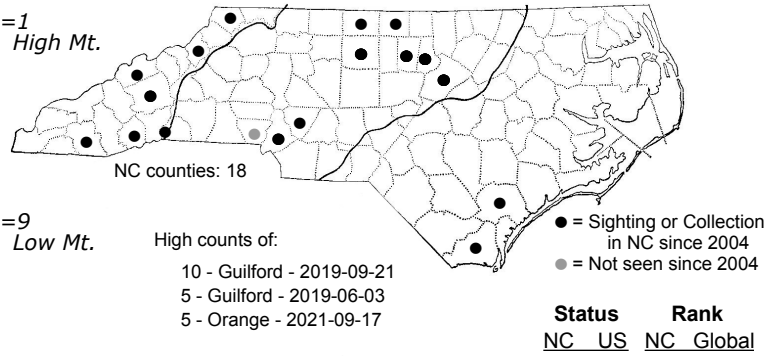 =1
High Mt.
NC counties: 18
=9
Low Mt.
High counts of:
10 - Guilford - 2019-09-21
5 - Guilford - 2019-06-03
5 - Orange - 2021-09-17
= Sighting or Collection
in NC since 2004
= Not seen since 2004
Status Rank
NC US NC Global